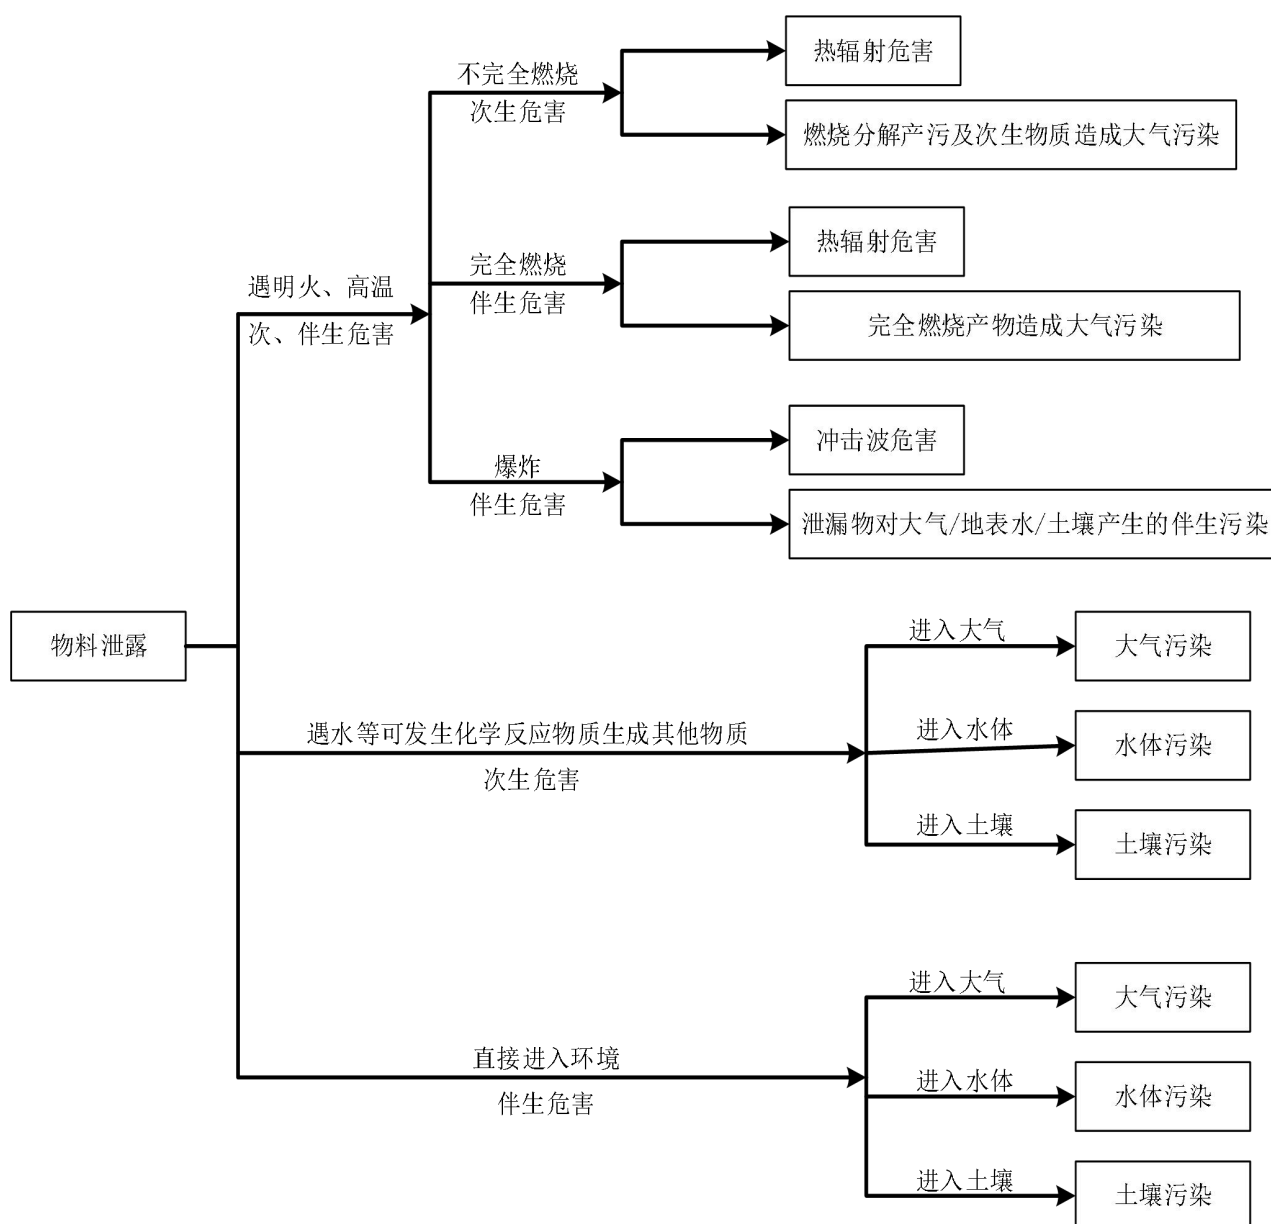 热辐射危害
不完全燃烧
次生危害
燃烧分解产污及次生物质造成大气污染
热辐射危害
完全燃烧
伴生危害
遇明火、高温
次、伴生危害
完全燃烧产物造成大气污染
冲击波危害
爆炸
伴生危害
泄漏物对大气/地表水/土壤产生的伴生污染
物料泄露
进入大气
大气污染
遇水等可发生化学反应物质生成其他物质
次生危害
进入水体
水体污染
进入土壤
土壤污染
进入大气
大气污染
直接进入环境
伴生危害
进入水体
水体污染
进入土壤
土壤污染